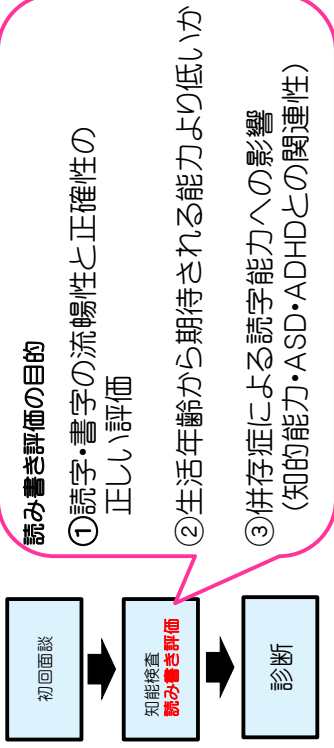 初回面談
知能検査
読み書き評価
診断
読み書き評価の目的
①読字・書字の流暢性と正確性の
正しい評価
②生活年齢から期待される能力より低いか
③併存症による読字能力への影響
（知的能力・ASD・ADHDとの関連性）